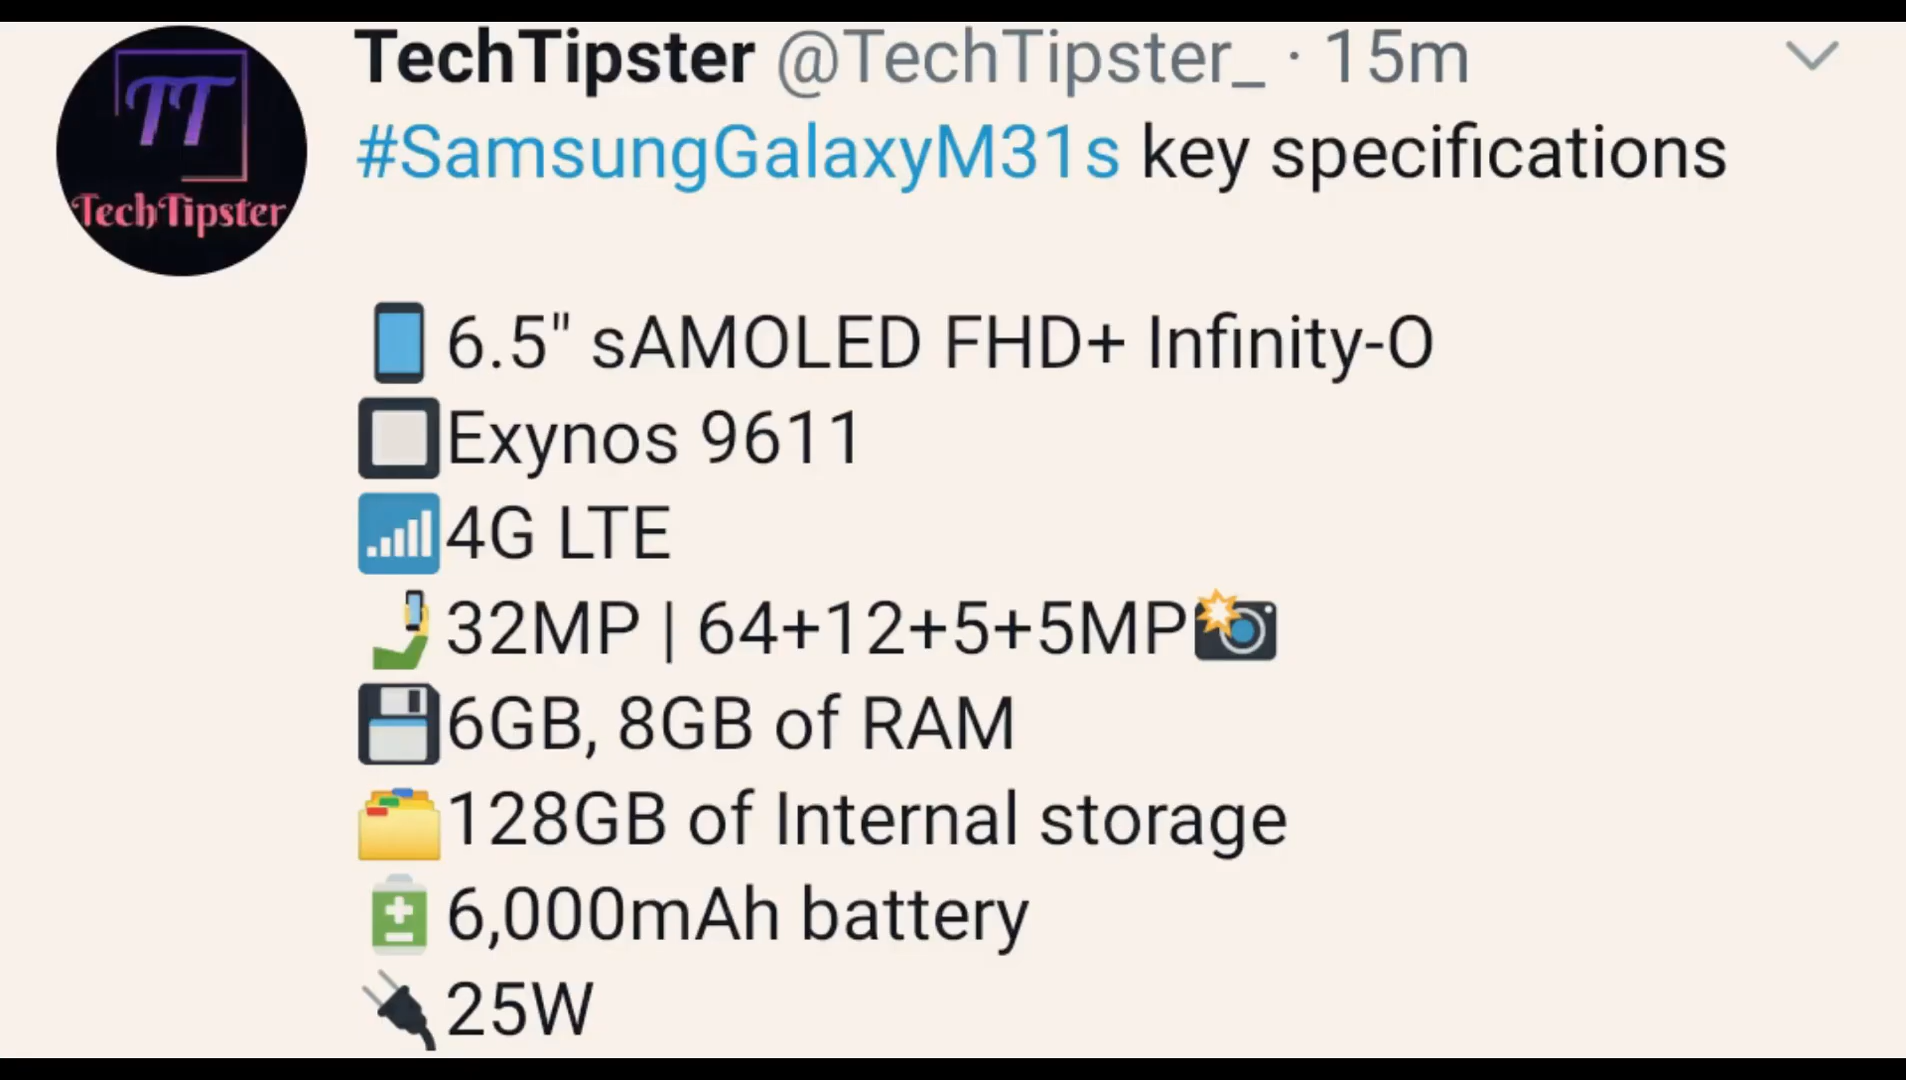 TechTipster @TechTipster_ · 15m
TT
TechTipster
#SamsungGalaxyM31s key specifications
6.5" sAMOLED FHD+ Infinity-O
Exynos 9611
4G LTE
32MP | 64+12+5+5MP
6GB, 8GB of RAM
128GB of Internal storage
6,000mAh battery
25W